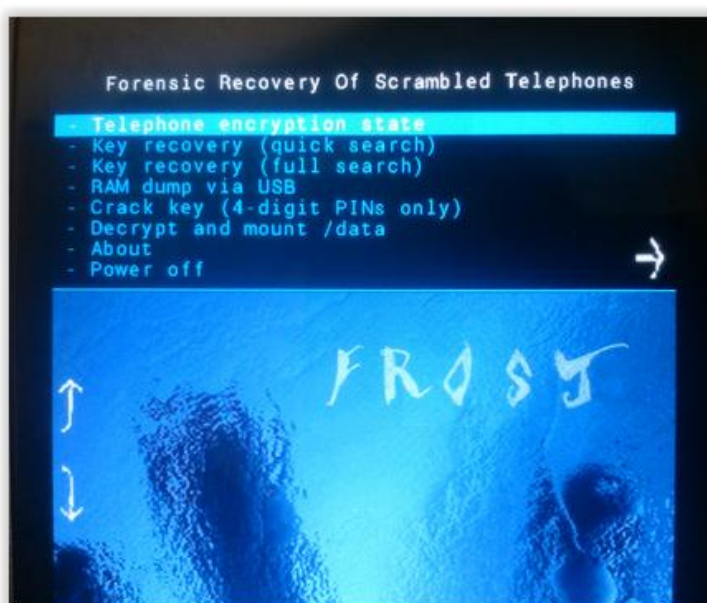 Forensic Recovery Of Scrambled Telephones
- Telephone encryption state
- Key recovery (quick search)
- Key recovery (full search)
- RAM dump via USB
- Crack key (4-digit PINs only)
- Decrypt and mount /data
- About
- Power off
FROST